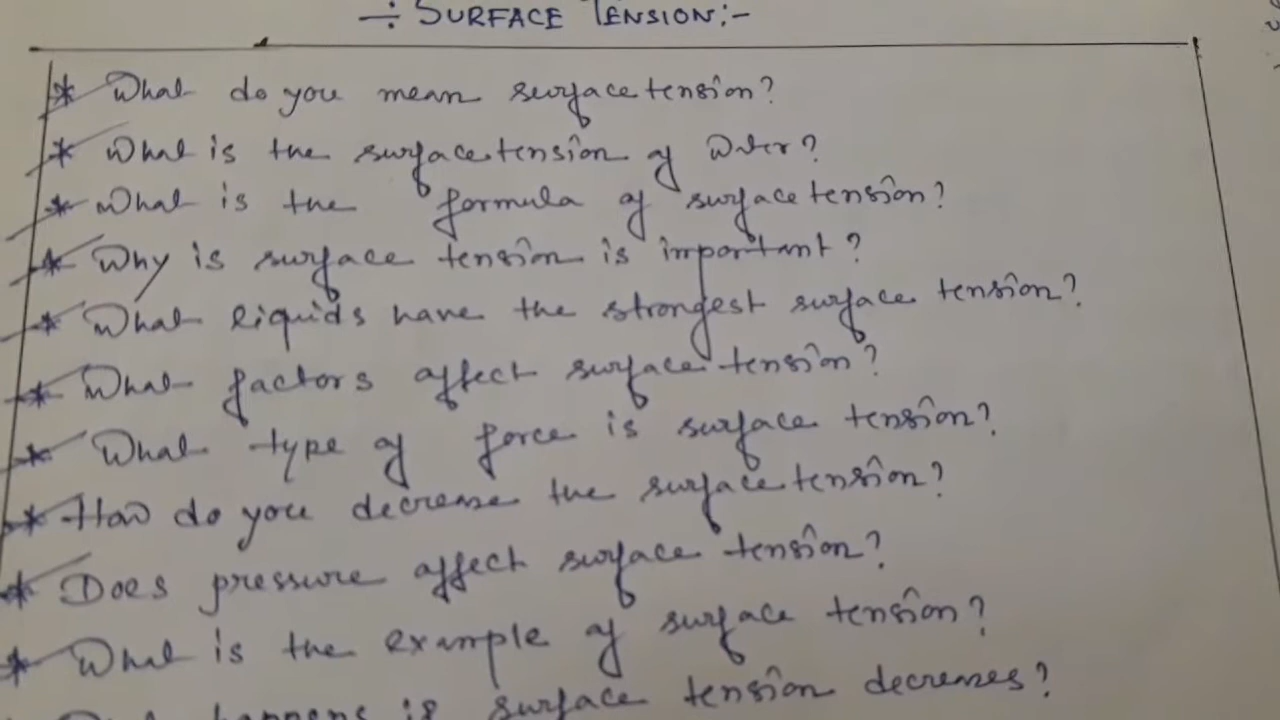 ÷ SURFACE TENSION:-
* What do you mean surface tension?
* What is the surface tension of Water?
* What is the formula of surface tension?
* Why is surface tension is important?
* What liquids have the strongest surface tension?
* What factors affect surface tension?
* What type of force is surface tension?
* How do you decrease the surface tension?
* Does pressure affect surface tension?
* What is the example of surface tension?
happens is surface tension decreases?